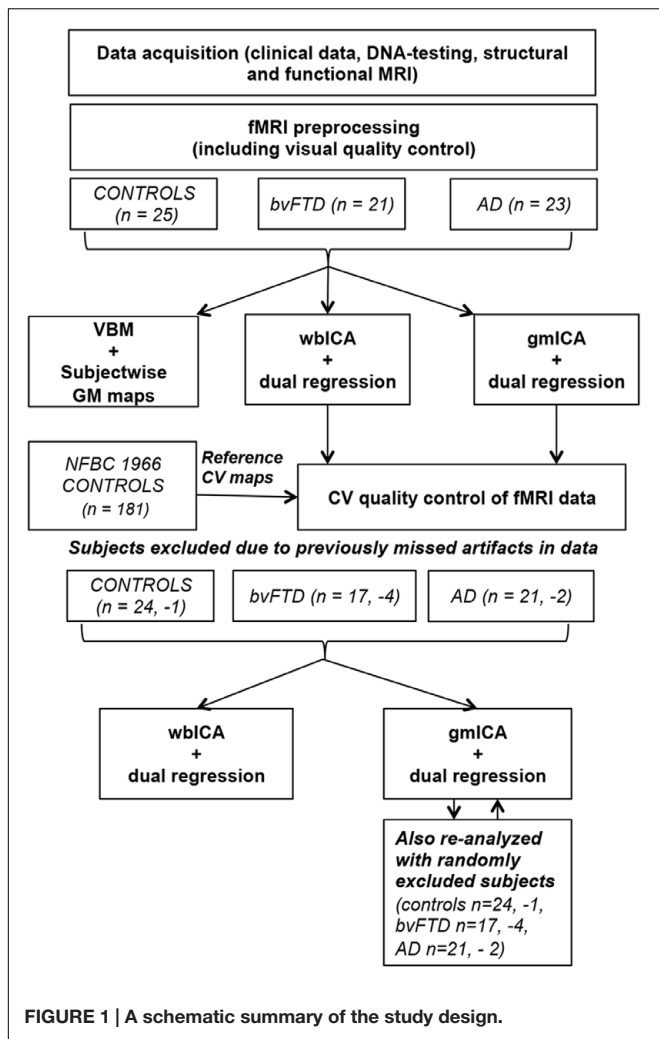 Data acquisition (clinical data, DNA-testing, structural
and functional MRI)
fMRI preprocessing
(including visual quality control)
CONTROLS
(n = 25)
bvFTD (n = 21)
AD (n = 23)
VBM
+
Subjectwise
GM maps
wbICA
+
dual regression
gmICA
+
dual regression
NFBC 1966
CONTROLS
(n = 181)
Reference
CV maps
CV quality control of fMRI data
Subjects excluded due to previously missed artifacts in data
CONTROLS
(n = 24, -1)
bvFTD (n = 17, -4)
AD (n = 21, -2)
wbICA
+
dual regression
gmICA
+
dual regression
Also re-analyzed
with randomly
excluded subjects
(controls n=24, -1,
bvFTD n=17, -4,
AD n=21, - 2)
FIGURE 1 | A schematic summary of the study design.